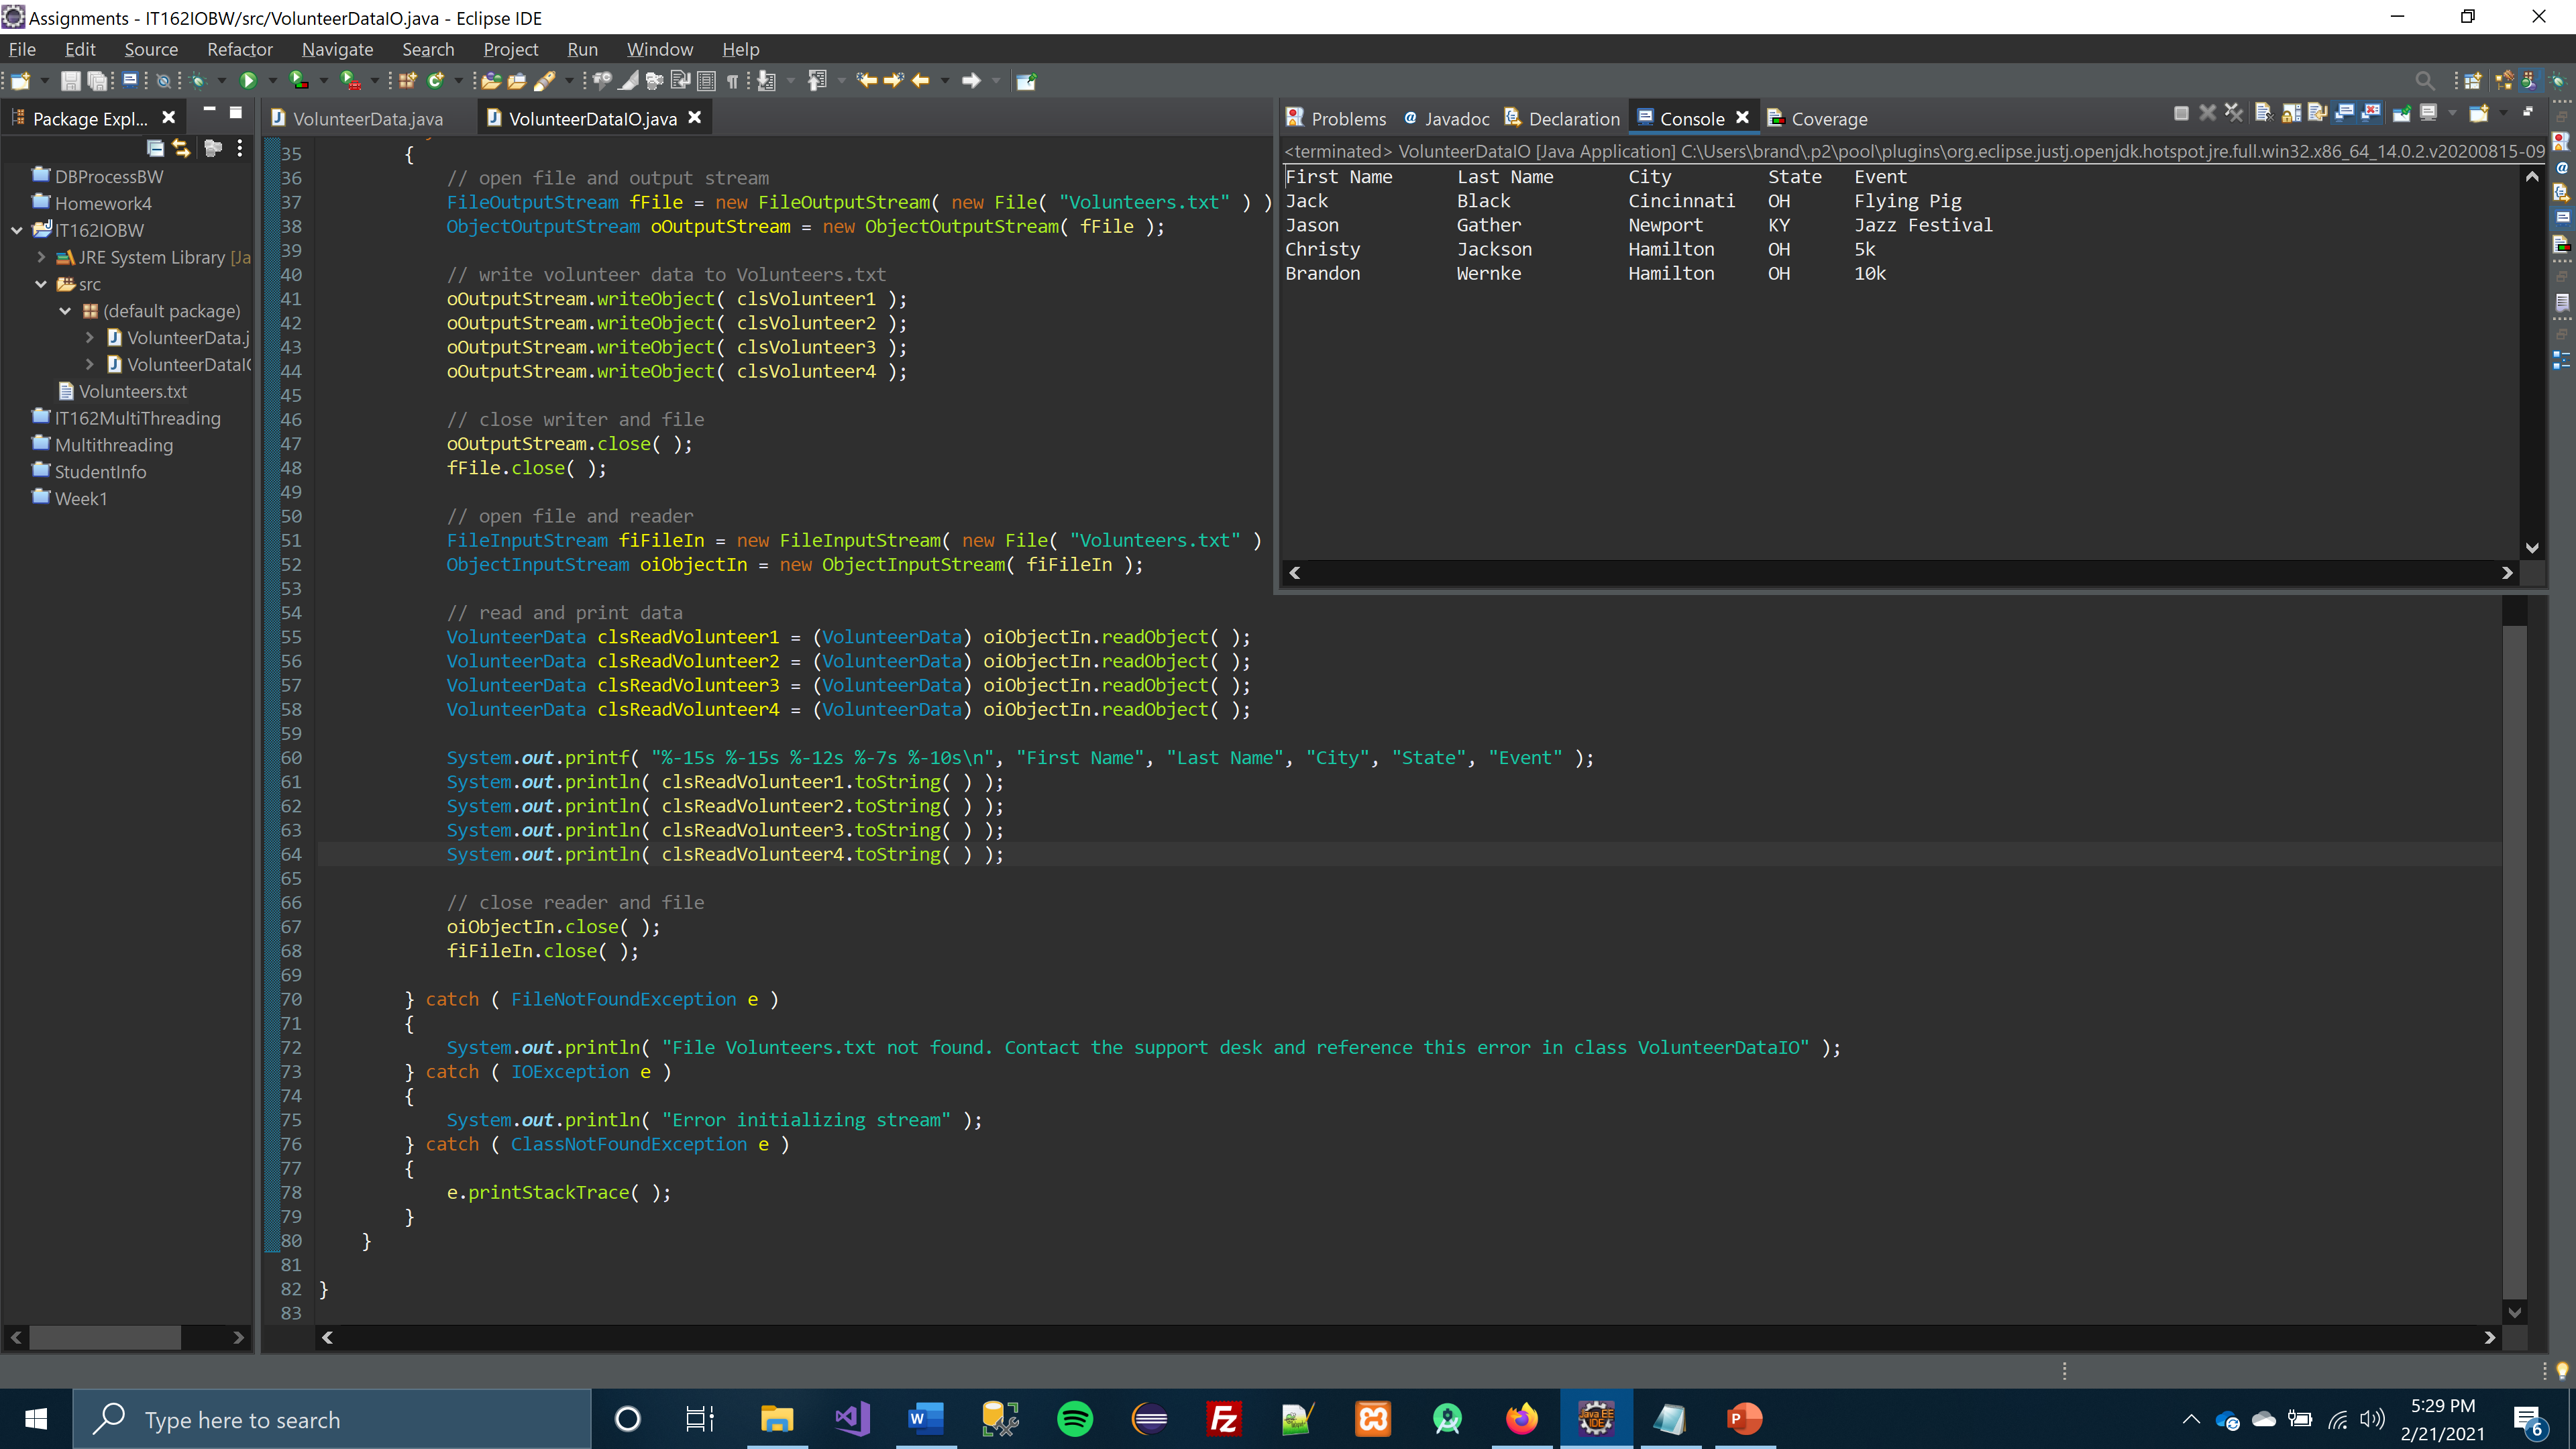 Assignments - IT162IOBW/src/VolunteerDataIO.java - Eclipse IDE
File Edit Source Refactor Navigate Search Project Run Window Help
Package Expl...
DBProcessBW
Homework4
IT162IOBW
JRE System Library [Ja
src
(default package)
VolunteerData.j
VolunteerDataI
Volunteers.txt
IT162MultiThreading
Multithreading
StudentInfo
Week1
VolunteerData.java VolunteerDataIO.java
35 {
36 // open file and output stream
37 FileOutputStream fFile = new FileOutputStream( new File( "Volunteers.txt" ) )
38 ObjectOutputStream oOutputStream = new ObjectOutputStream( fFile );
39
40 // write volunteer data to Volunteers.txt
41 oOutputStream.writeObject( clsVolunteer1 );
42 oOutputStream.writeObject( clsVolunteer2 );
43 oOutputStream.writeObject( clsVolunteer3 );
44 oOutputStream.writeObject( clsVolunteer4 );
45
46 // close writer and file
47 oOutputStream.close( );
48 fFile.close( );
49
50 // open file and reader
51 FileInputStream fiFileIn = new FileInputStream( new File( "Volunteers.txt" )
52 ObjectInputStream oiObjectIn = new ObjectInputStream( fiFileIn );
53
54 // read and print data
55 VolunteerData clsReadVolunteer1 = (VolunteerData) oiObjectIn.readObject( );
56 VolunteerData clsReadVolunteer2 = (VolunteerData) oiObjectIn.readObject( );
57 VolunteerData clsReadVolunteer3 = (VolunteerData) oiObjectIn.readObject( );
58 VolunteerData clsReadVolunteer4 = (VolunteerData) oiObjectIn.readObject( );
59
60 System.out.printf( "%-15s %-15s %-12s %-7s %-10s\n", "First Name", "Last Name", "City", "State", "Event" );
61 System.out.println( clsReadVolunteer1.toString( ) );
62 System.out.println( clsReadVolunteer2.toString( ) );
63 System.out.println( clsReadVolunteer3.toString( ) );
64 System.out.println( clsReadVolunteer4.toString( ) );
65
66 // close reader and file
67 oiObjectIn.close( );
68 fiFileIn.close( );
69
70 } catch ( FileNotFoundException e )
71 {
72 System.out.println( "File Volunteers.txt not found. Contact the support desk and reference this error in class VolunteerDataIO" );
73 } catch ( IOException e )
74 {
75 System.out.println( "Error initializing stream" );
76 } catch ( ClassNotFoundException e )
77 {
78 e.printStackTrace( );
79 }
80 }
81
82 }
83
Problems Javadoc Declaration Console Coverage
<terminated> VolunteerDataIO [Java Application] C:\Users\brand\.p2\pool\plugins\org.eclipse.justj.openjdk.hotspot.jre.full.win32.x86_64_14.0.2.v20200815-09
First Name Last Name City State Event
Jack Black Cincinnati OH Flying Pig
Jason Gather Newport KY Jazz Festival
Christy Jackson Hamilton OH 5k
Brandon Wernke Hamilton OH 10k
Type here to search
5:29 PM
2/21/2021
6